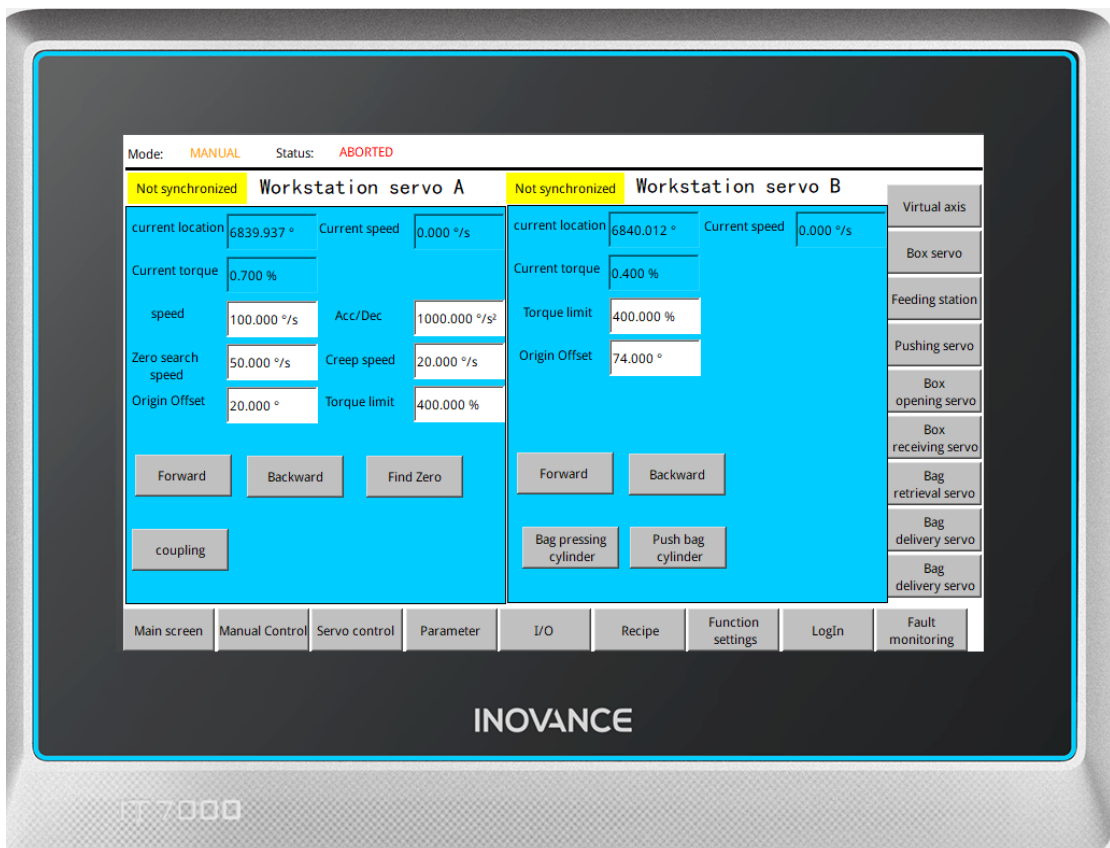 Mode: MANUAL Status: ABORTED
Not synchronized Workstation servo A
current location 6839.937 ° Current speed 0.000 °/s
Current torque 0.700 %
speed 100.000 °/s Acc/Dec 1000.000 °/s²
Zero search
speed
50.000 °/s Creep speed 20.000 °/s
Origin Offset 20.000 ° Torque limit 400.000 %
Forward Backward Find Zero
coupling
Not synchronized Workstation servo B
current location 6840.012 ° Current speed 0.000 °/s
Current torque 0.400 %
Torque limit 400.000 %
Origin Offset 74.000 °
Forward Backward
Bag pressing
cylinder
Push bag
cylinder
Virtual axis
Box servo
Feeding station
Pushing servo
Box
opening servo
Box
receiving servo
Bag
retrieval servo
Bag
delivery servo
Bag
delivery servo
Main screen Manual Control Servo control Parameter I/O Recipe Function
settings
LogIn Fault
monitoring
INOVANCE
IT7000